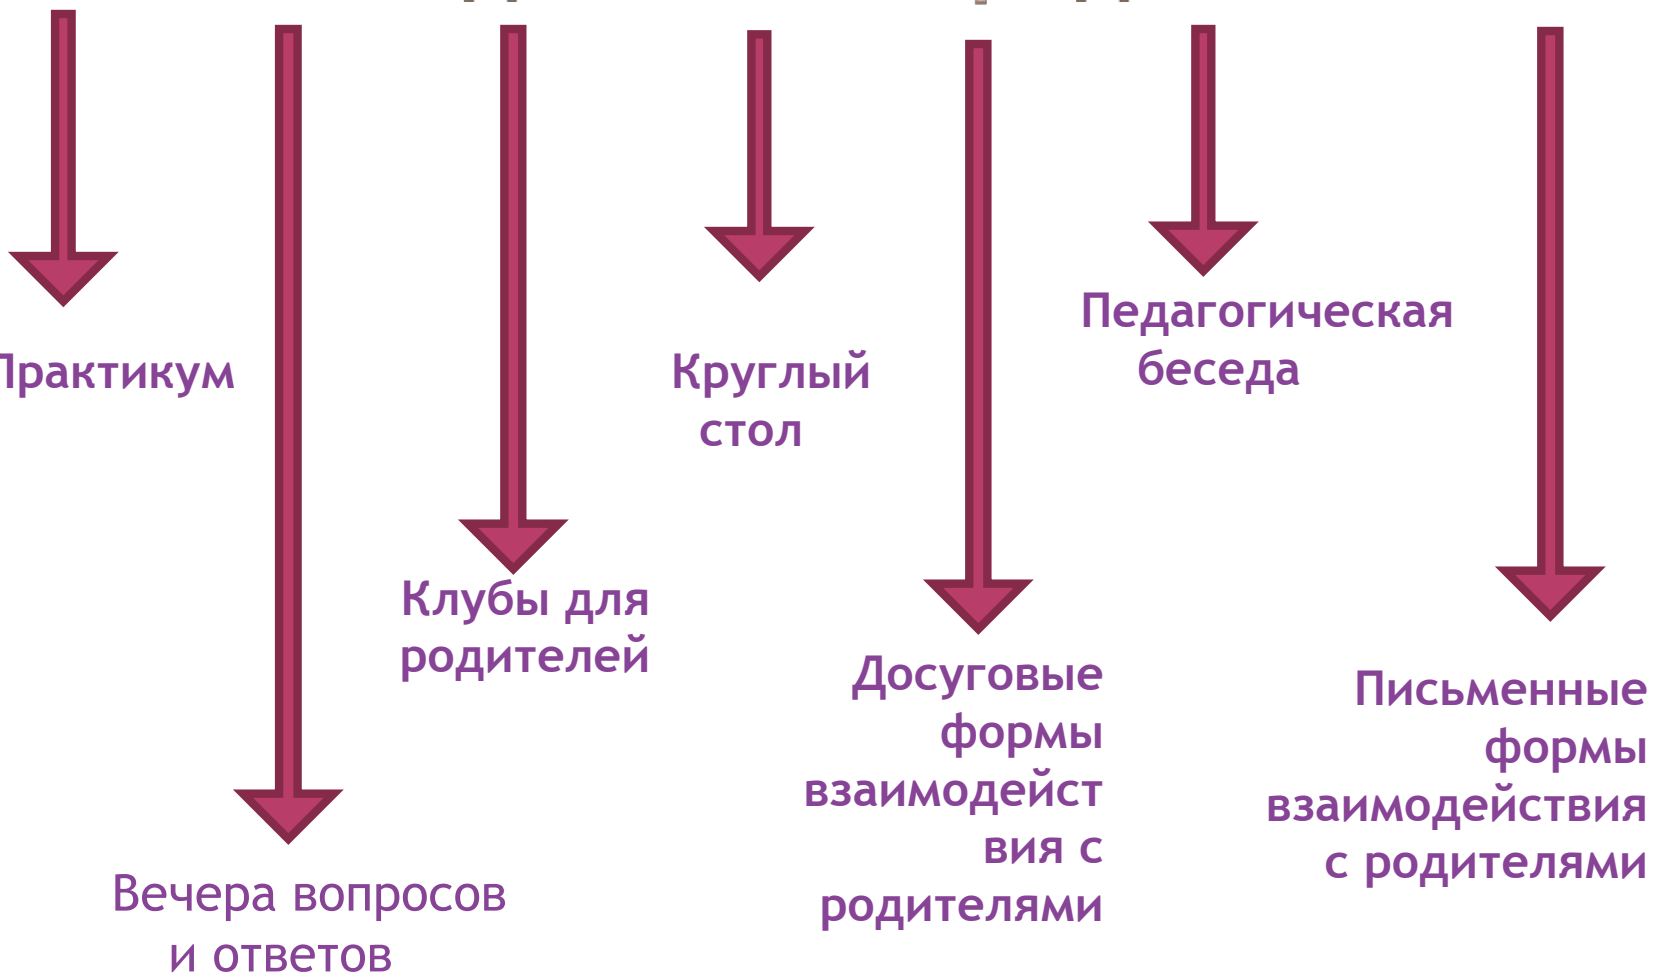 Практикум
Вечера вопросов
и ответов
Клубы для
родителей
Круглый
стол
Досуговые
формы
взаимодейст
вия с
родителями
Педагогическая
беседа
Письменные
формы
взаимодействия
с родителями